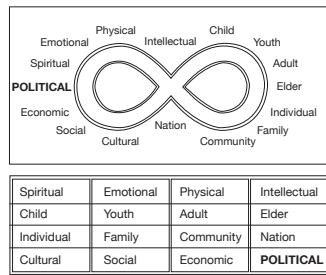 Physical Child
Emotional Intellectual Youth
Spiritual Adult
POLITICAL Elder
Economic Individual
Social Nation Family
Cultural Community
Spiritual Emotional Physical Intellectual
Child Youth Adult Elder
Individual Family Community Nation
Cultural Social Economic POLITICAL